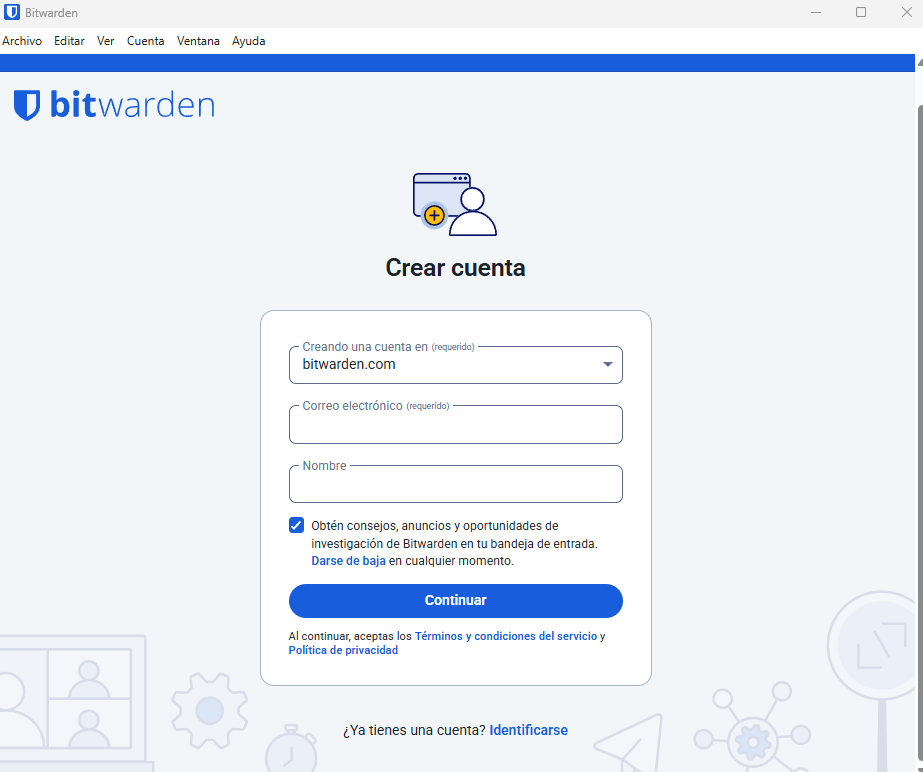 Bitwarden
Archivo Editar Ver Cuenta Ventana Ayuda
bitwarden
Crear cuenta
Creando una cuenta en (requerido)
bitwarden.com
Correo electrónico (requerido)
Nombre
Obtén consejos, anuncios y oportunidades de
investigación de Bitwarden en tu bandeja de entrada.
Darse de baja en cualquier momento.
Continuar
Al continuar, aceptas los Términos y condiciones del servicio y
Política de privacidad
¿Ya tienes una cuenta? Identificarse